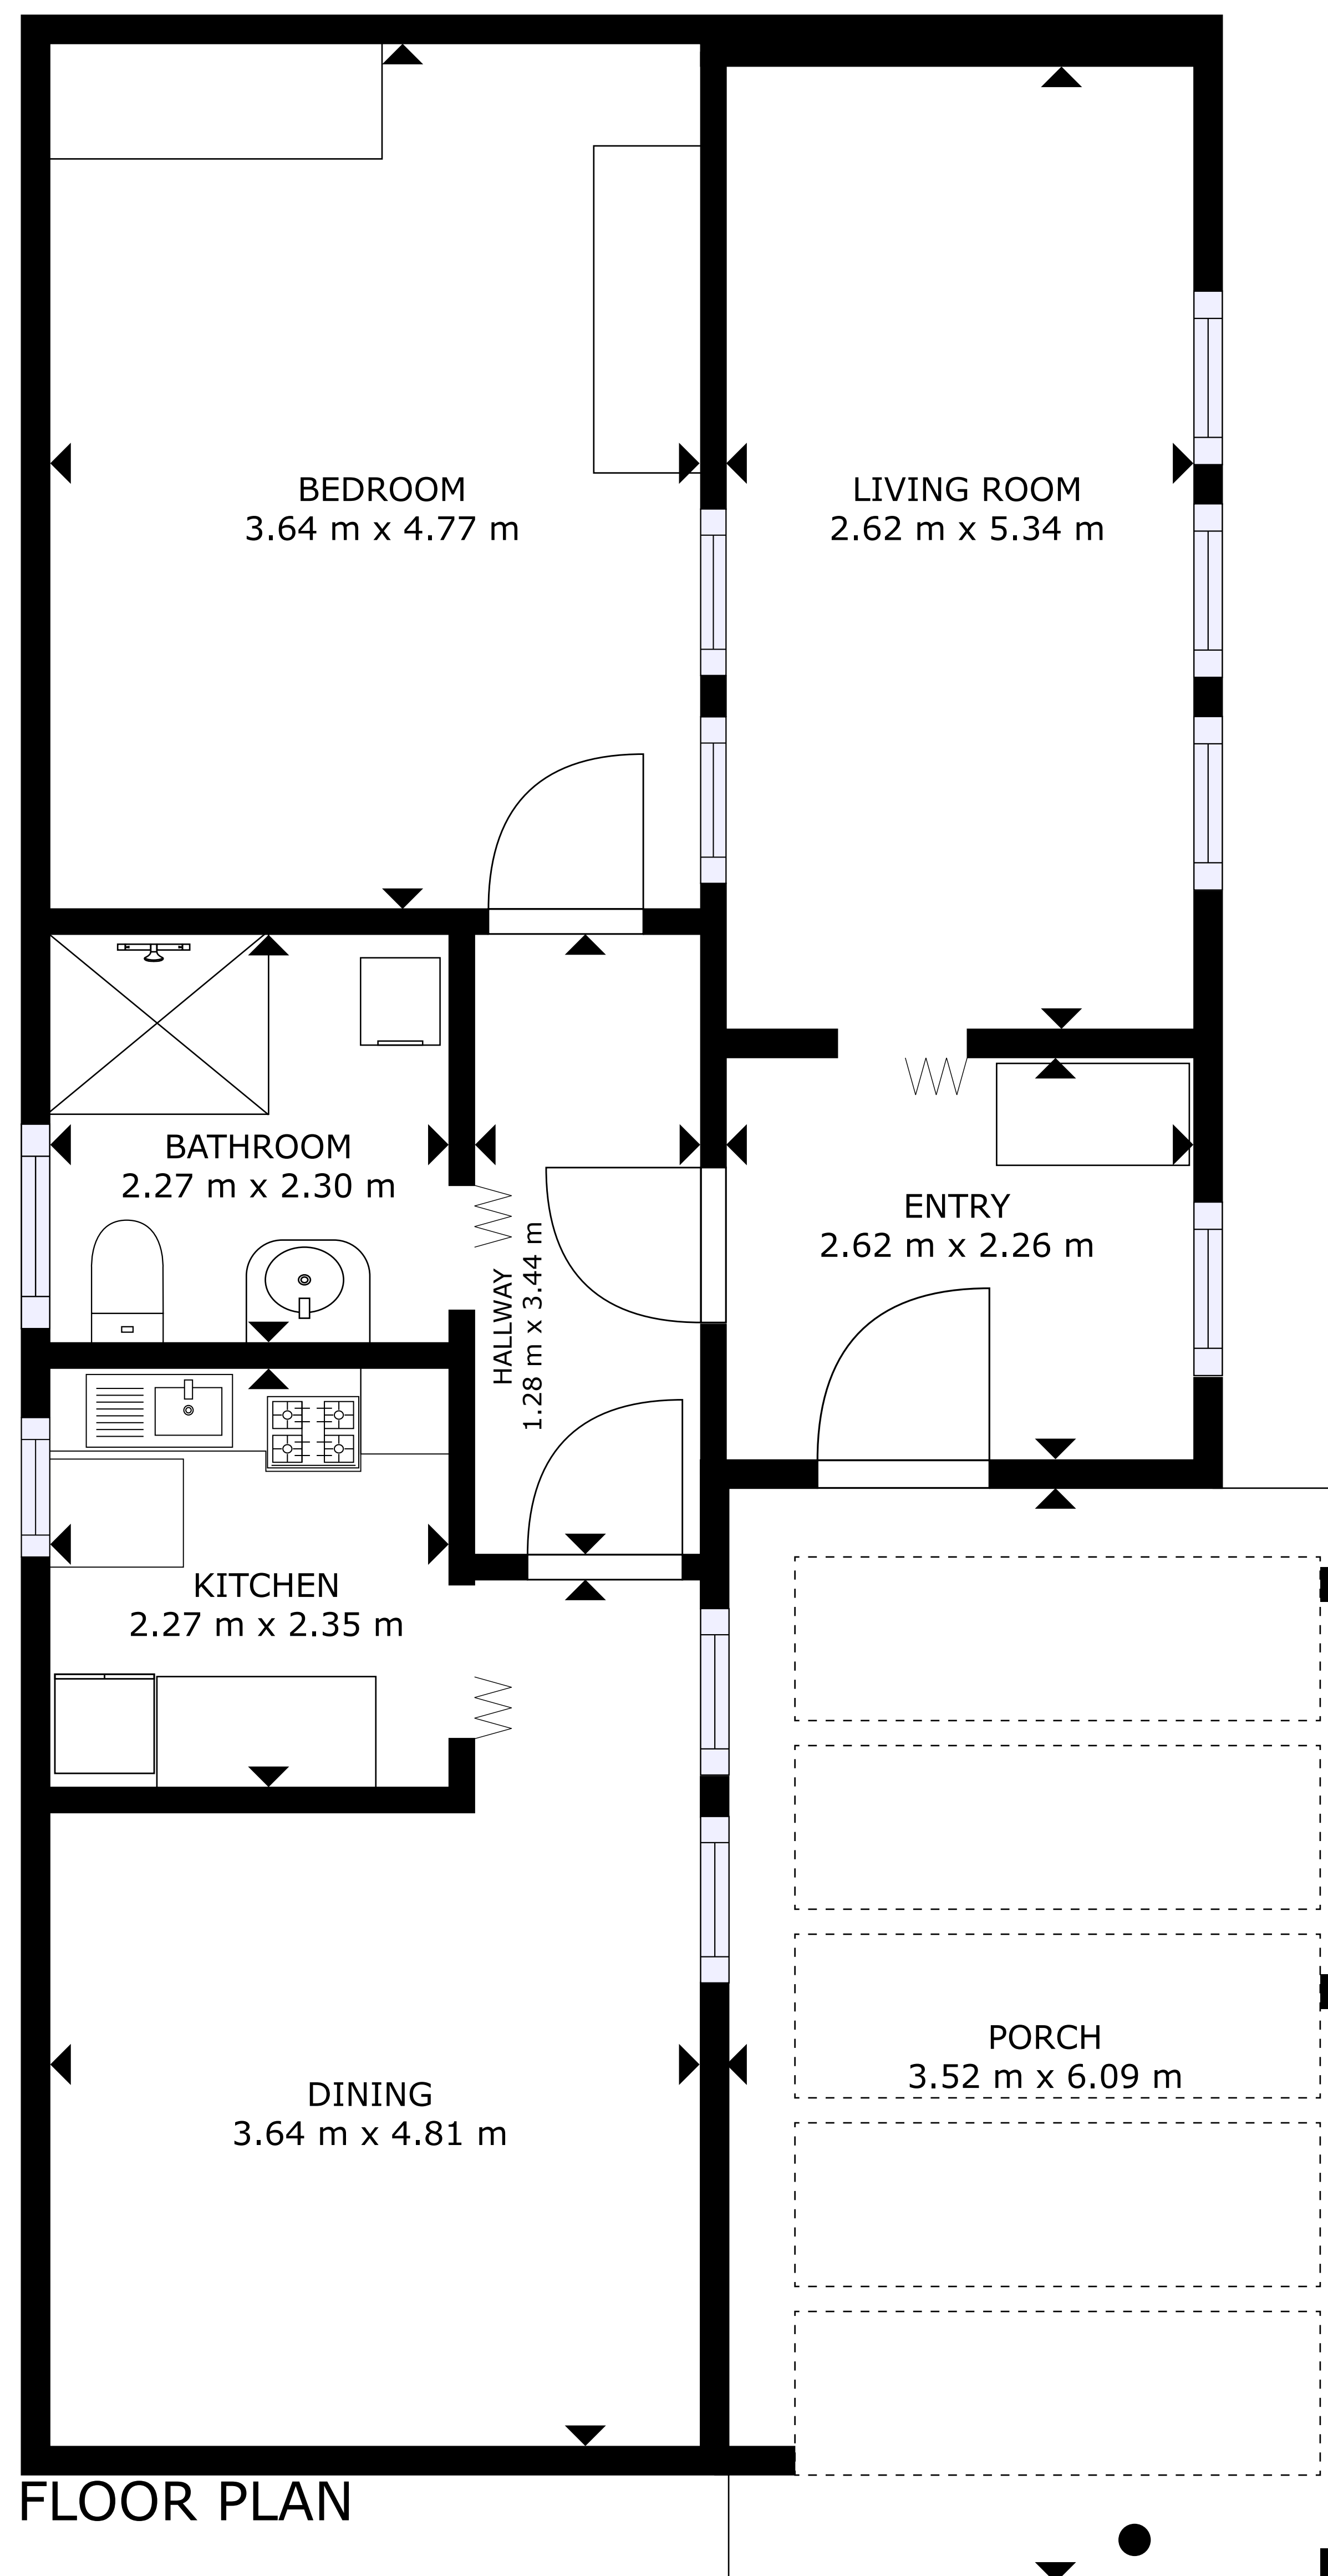 BEDROOM
3.64 m x 4.77 m
LIVING ROOM
2.62 m x 5.34 m
BATHROOM
2.27 m x 2.30 m
HALLWAY
1.28 m x 3.44 m
ENTRY
2.62 m x 2.26 m
KITCHEN
2.27 m x 2.35 m
PORCH
3.52 m x 6.09 m
DINING
3.64 m x 4.81 m
FLOOR PLAN